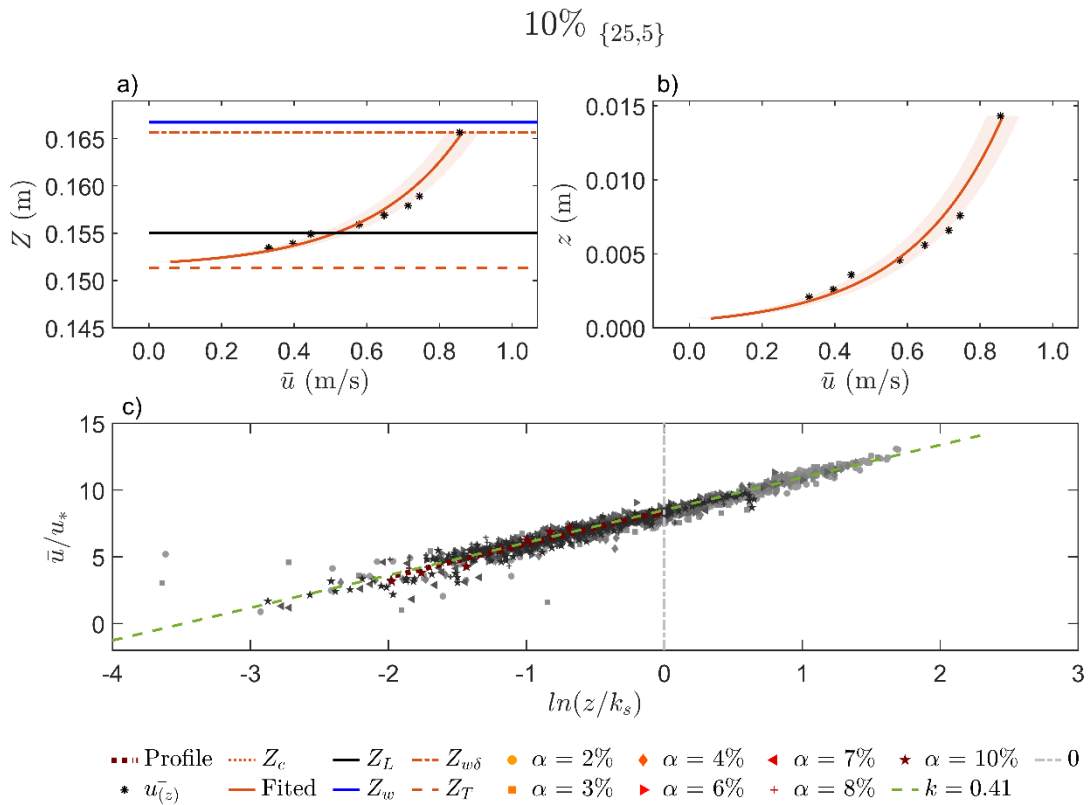 10% {25,5}
a)
0.165
0.160
0.155
0.150
0.145
Z (m)
0.0 0.2 0.4 0.6 0.8 1.0
ū (m/s)
b)
0.015
0.010
0.005
0.000
z (m)
0.0 0.2 0.4 0.6 0.8 1.0
ū (m/s)
c)
15
10
5
0
ū/u*
-4 -3 -2 -1 0 1 2 3
ln(z/ks)
Profile Zc ZL Zwδ α = 2% α = 4% α = 7% α = 10% 0
ū(z) Fited Zw ZT α = 3% α = 6% α = 8% k = 0.41